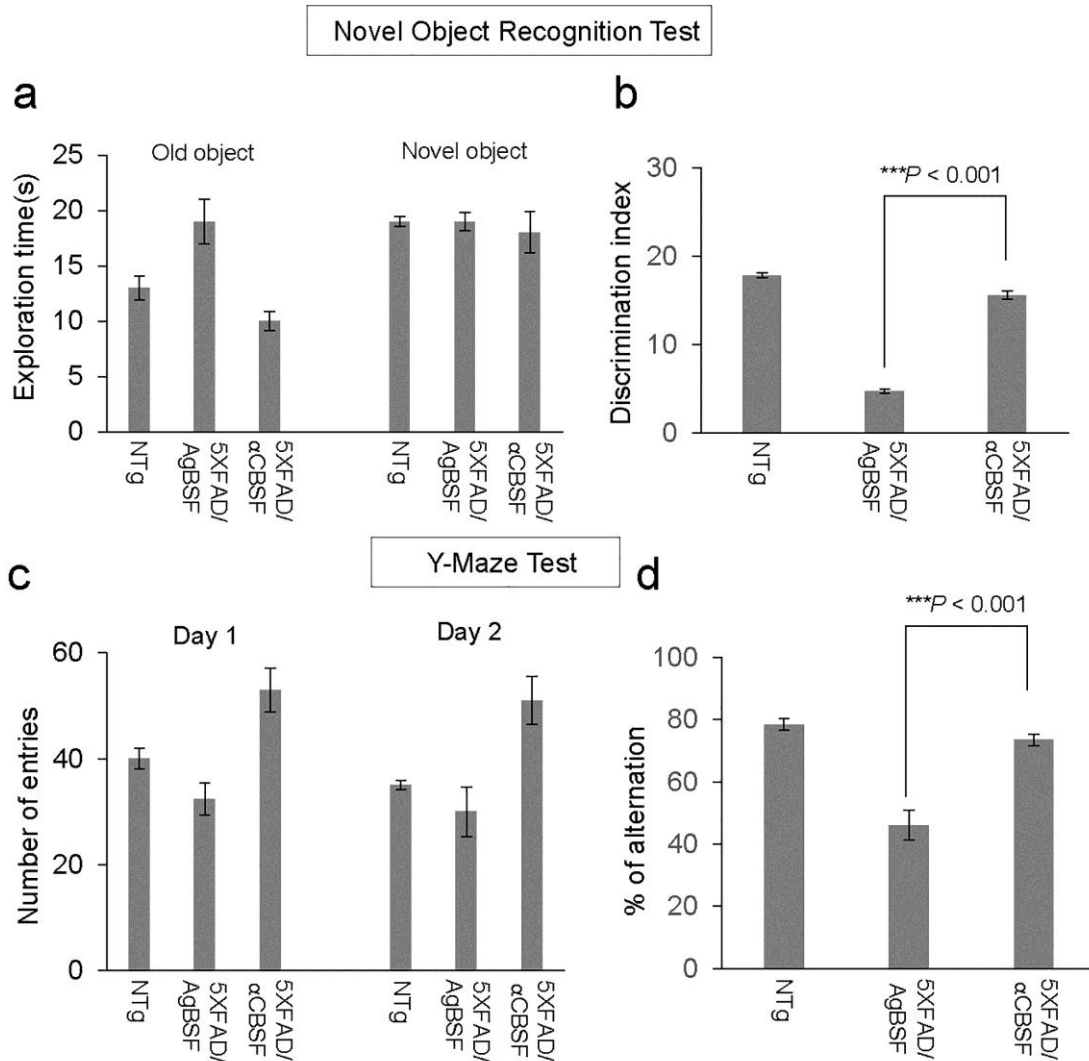 Novel Object Recognition Test
a
Old object
Novel object
Exploration time(s)
25
20
15
10
5
0
NTg
5XFAD/
AgBSF
5XFAD/
αCBSF
NTg
5XFAD/
AgBSF
5XFAD/
αCBSF
b
***P < 0.001
Discrimination index
30
20
10
0
NTg
5XFAD/
AgBSF
5XFAD/
αCBSF
Y-Maze Test
c
Day 1
Day 2
Number of entries
60
40
20
0
NTg
5XFAD/
AgBSF
5XFAD/
αCBSF
NTg
5XFAD/
AgBSF
5XFAD/
αCBSF
d
***P < 0.001
% of alternation
100
80
60
40
20
0
NTg
5XFAD/
AgBSF
5XFAD/
αCBSF